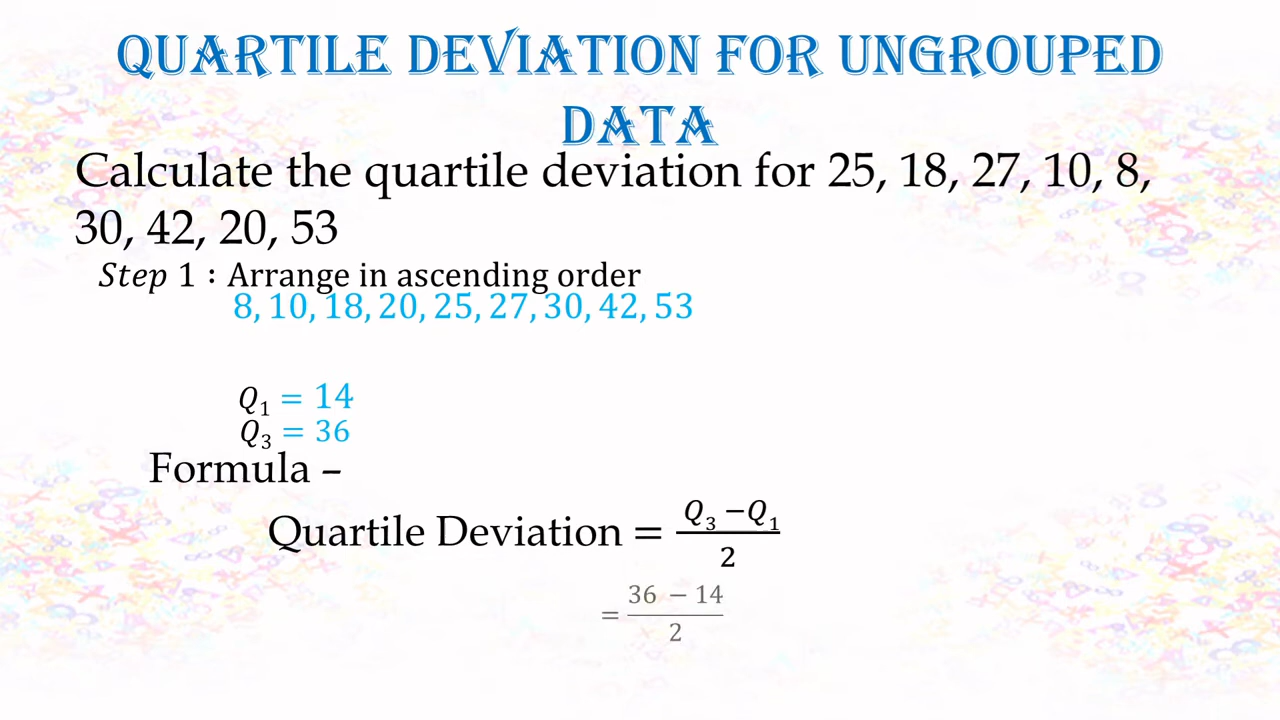 QUARTILE DEVIATION FOR UNGROUPED
DATA
Calculate the quartile deviation for 25, 18, 27, 10, 8,
30, 42, 20, 53
Step 1 : Arrange in ascending order
8, 10, 18, 20, 25, 27, 30, 42, 53
Q₁ = 14
Q₃ = 36
Formula –
Quartile Deviation = (Q₃ − Q₁) / 2
= (36 − 14) / 2